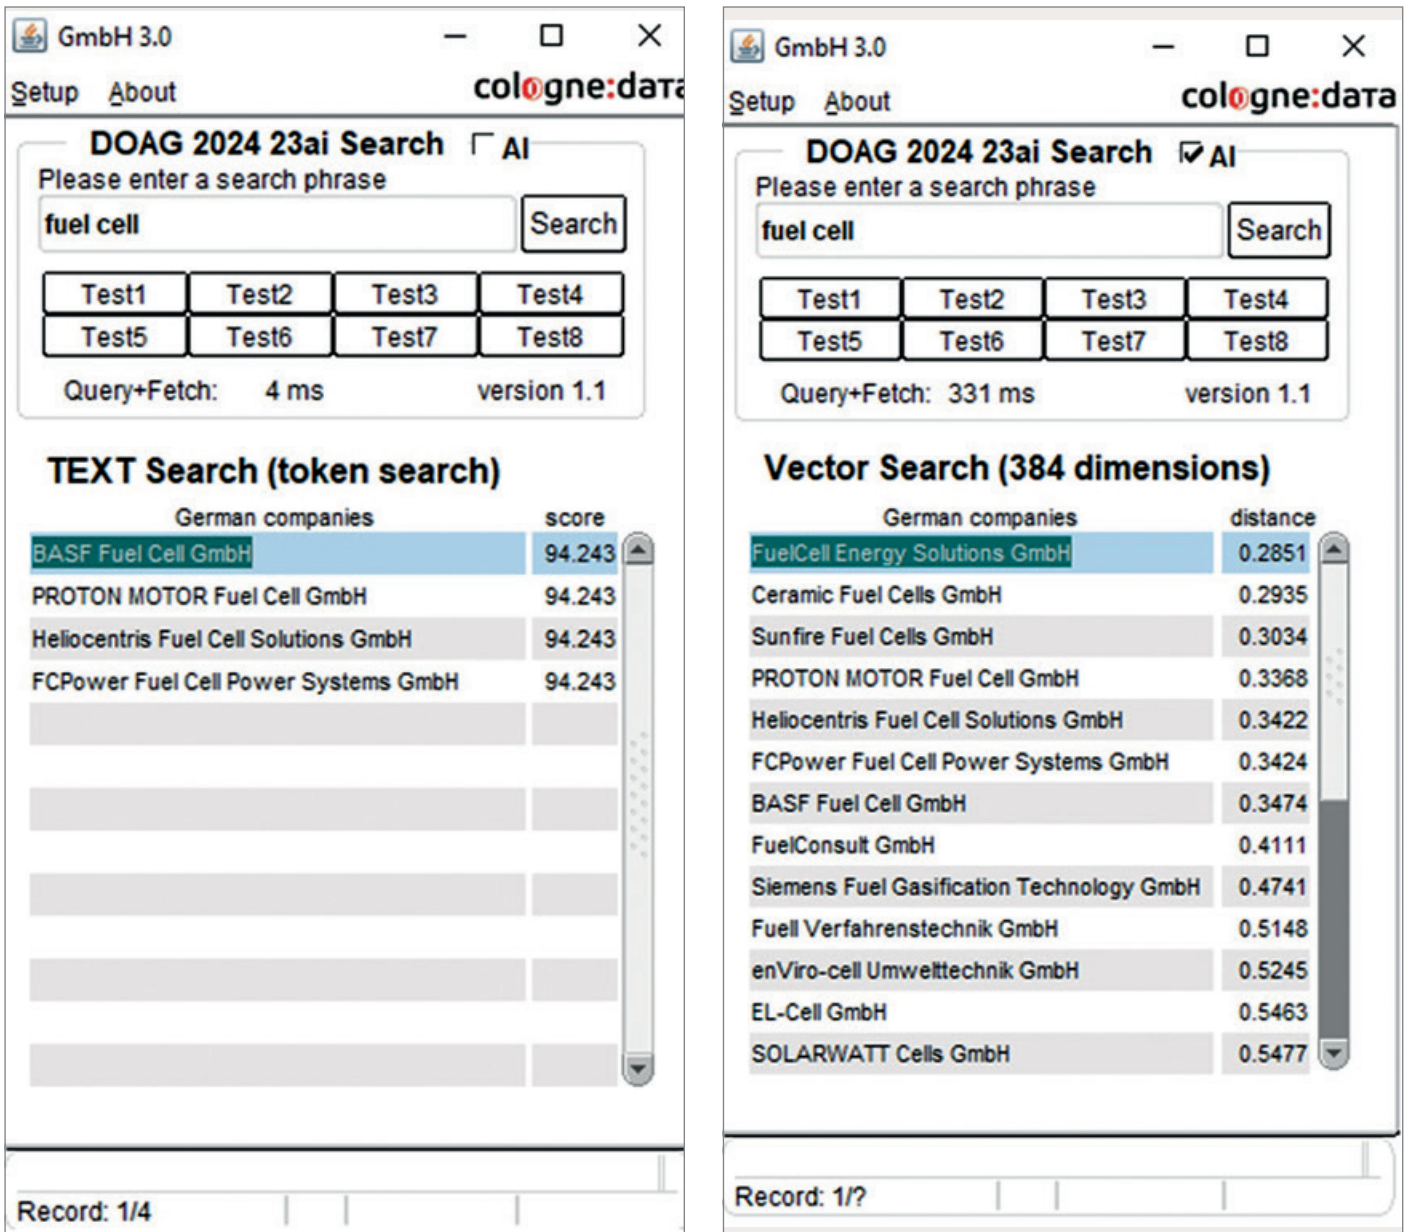 GmbH 3.0
Setup About cologne:data
DOAG 2024 23ai Search AI
Please enter a search phrase
fuel cell Search
Test1 Test2 Test3 Test4
Test5 Test6 Test7 Test8
Query+Fetch: 4 ms version 1.1
TEXT Search (token search)
German companies score
BASF Fuel Cell GmbH 94.243
PROTON MOTOR Fuel Cell GmbH 94.243
Heliocentris Fuel Cell Solutions GmbH 94.243
FCPower Fuel Cell Power Systems GmbH 94.243
Record: 1/4
GmbH 3.0
Setup About cologne:data
DOAG 2024 23ai Search AI
Please enter a search phrase
fuel cell Search
Test1 Test2 Test3 Test4
Test5 Test6 Test7 Test8
Query+Fetch: 331 ms version 1.1
Vector Search (384 dimensions)
German companies distance
FuelCell Energy Solutions GmbH 0.2851
Ceramic Fuel Cells GmbH 0.2935
Sunfire Fuel Cells GmbH 0.3034
PROTON MOTOR Fuel Cell GmbH 0.3368
Heliocentris Fuel Cell Solutions GmbH 0.3422
FCPower Fuel Cell Power Systems GmbH 0.3424
BASF Fuel Cell GmbH 0.3474
FuelConsult GmbH 0.4111
Siemens Fuel Gasification Technology GmbH 0.4741
Fuell Verfahrenstechnik GmbH 0.5148
enViro-cell Umwelttechnik GmbH 0.5245
EL-Cell GmbH 0.5463
SOLARWATT Cells GmbH 0.5477
Record: 1/?